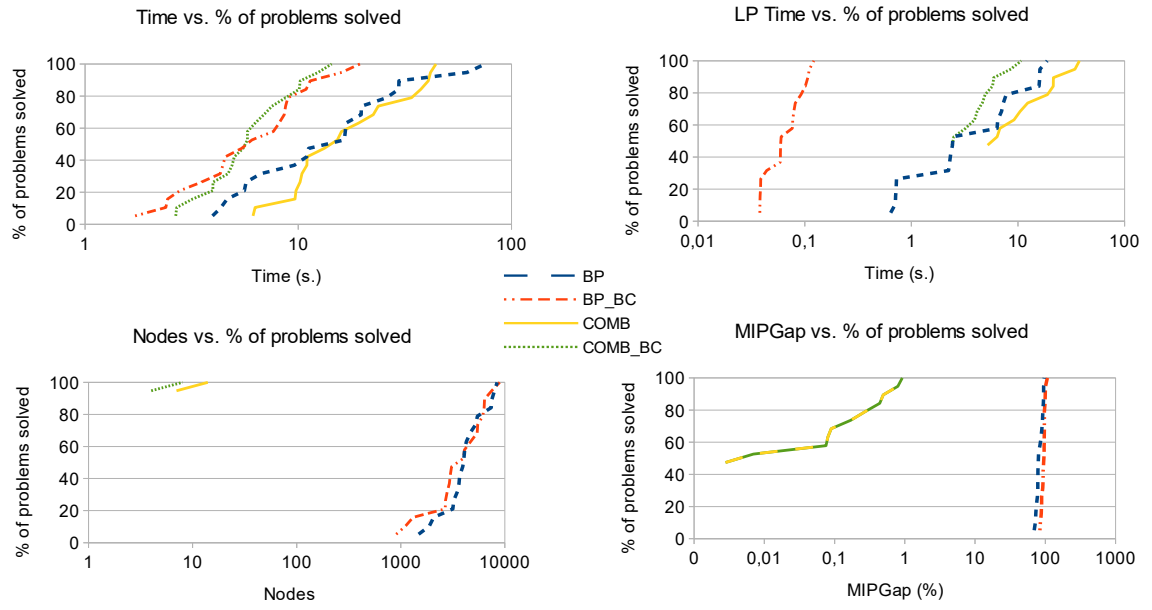 Time vs. % of problems solved
% of problems solved
100
80
60
40
20
0
1
10
100
Time (s.)
LP Time vs. % of problems solved
% of problems solved
100
80
60
40
20
0
0,01
0,1
1
10
100
Time (s.)
BP
BP_BC
COMB
COMB_BC
Nodes vs. % of problems solved
% of problems solved
100
80
60
40
20
0
1
10
100
1000
10000
Nodes
MIPGap vs. % of problems solved
% of problems solved
100
80
60
40
20
0
0
0,01
0,1
1
10
100
1000
MIPGap (%)